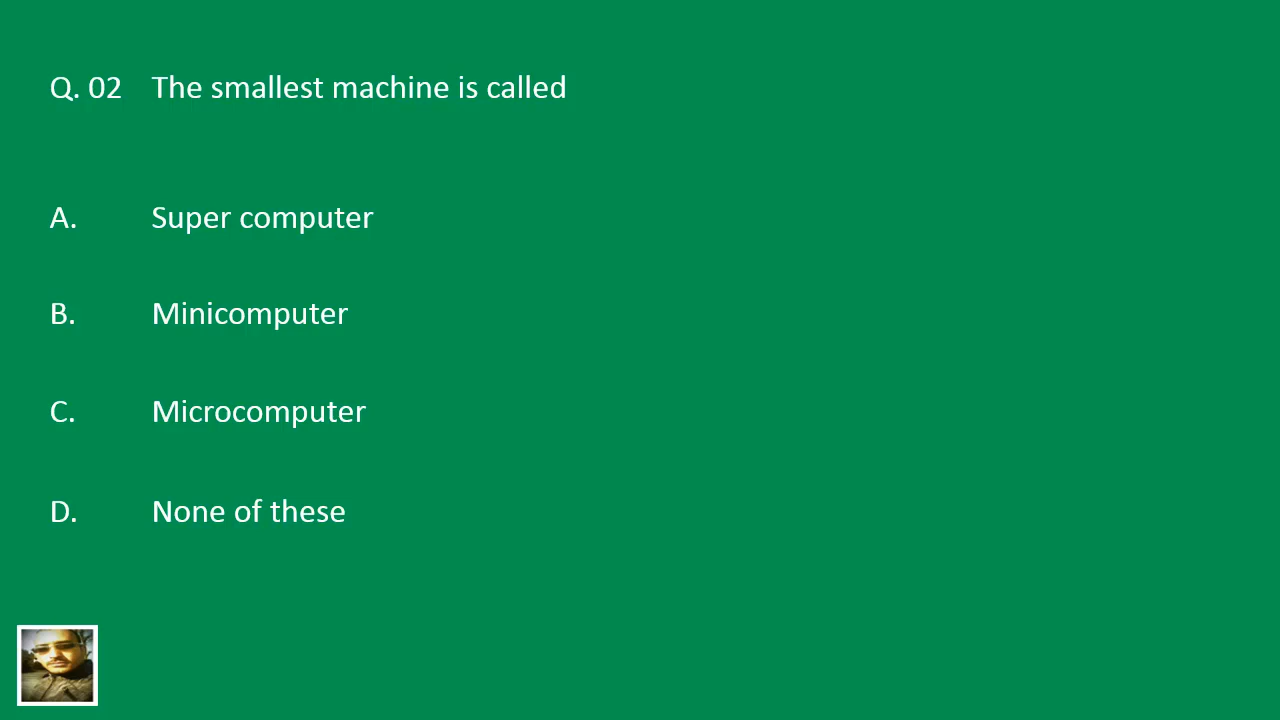 Q. 02 The smallest machine is called
A. Super computer
B. Minicomputer
C. Microcomputer
D. None of these